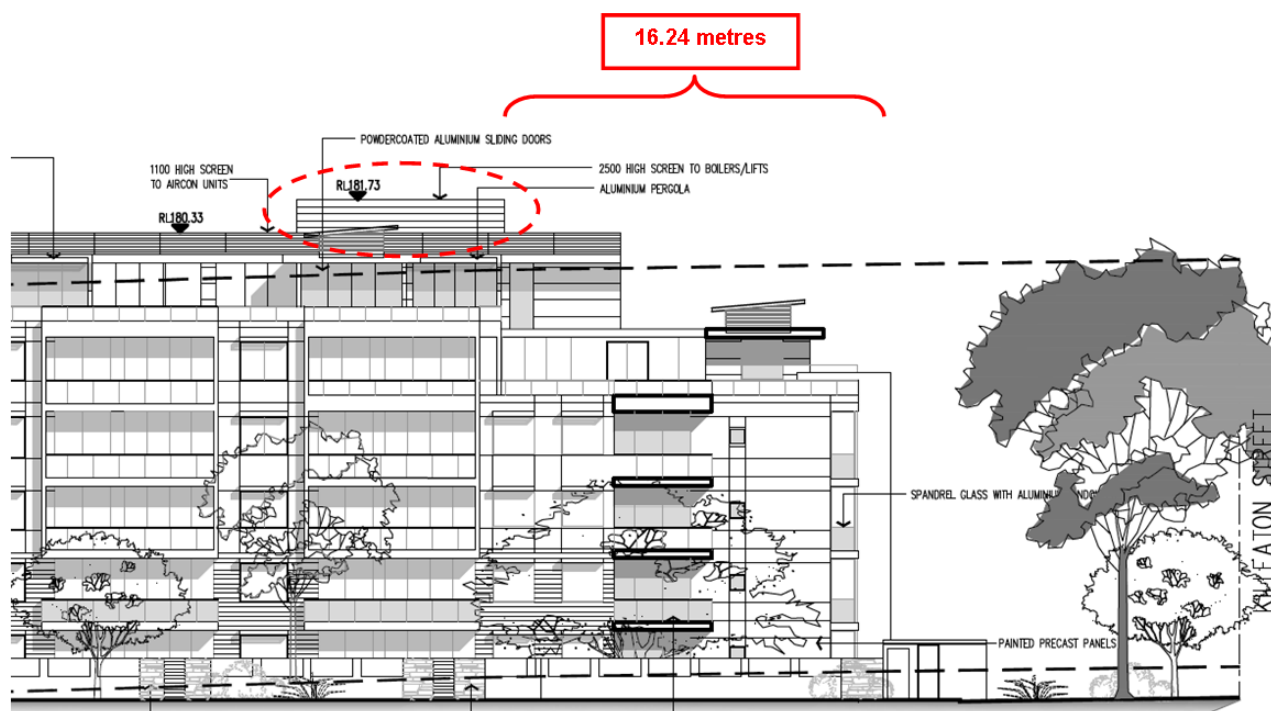 16.24 metres
POWDERCOATED ALUMINIUM SLIDING DOORS
1100 HIGH SCREEN
TO AIRCON UNITS
2500 HIGH SCREEN TO BOILERS/LIFTS
RL181.73
ALUMINIUM PERGOLA
RL180.33
SPANDREL GLASS WITH
STREET
PAINTED PRECAST PANELS